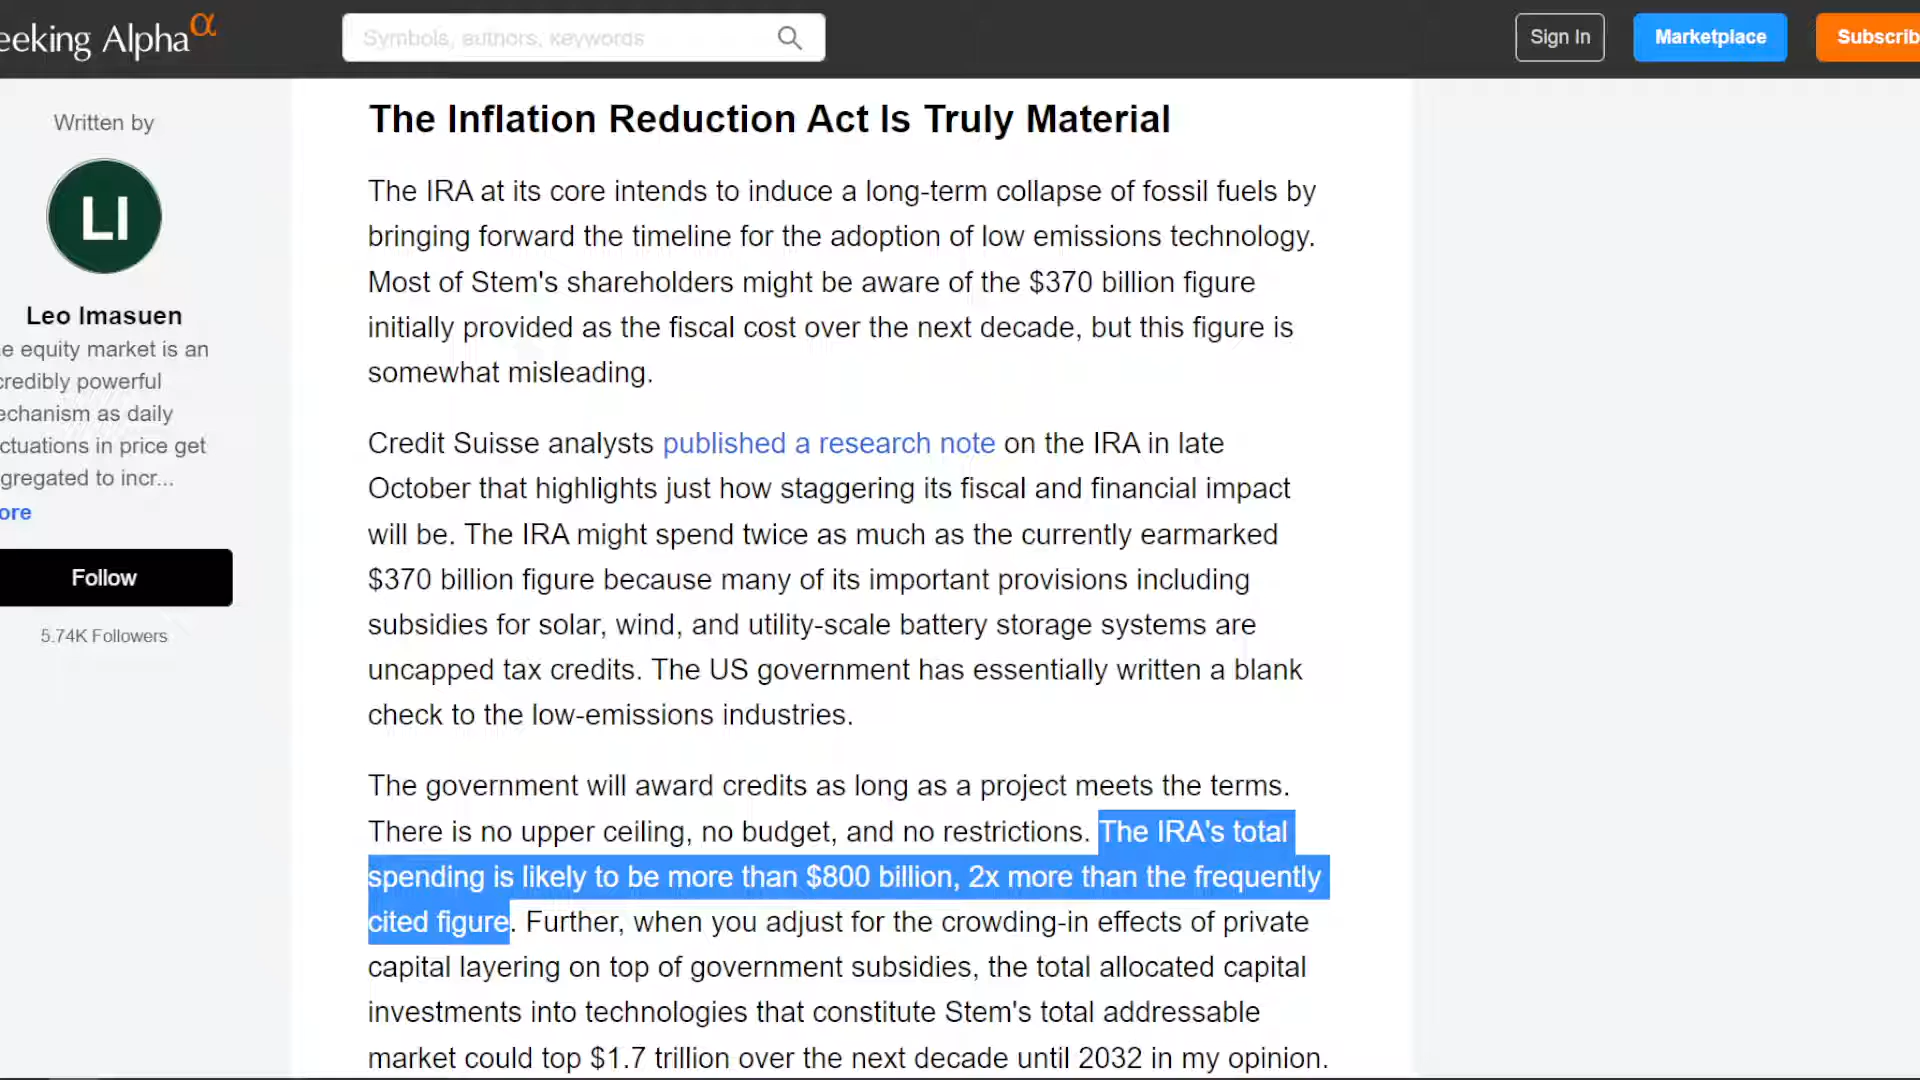 eeking Alpha α
Symbols, authors, keywords
Sign In
Marketplace
Subscrib
Written by
LI
Leo Imasuen
e equity market is an
credibly powerful
echanism as daily
ctuations in price get
gregated to incr...
ore
Follow
5.74K Followers
The Inflation Reduction Act Is Truly Material
The IRA at its core intends to induce a long-term collapse of fossil fuels by
bringing forward the timeline for the adoption of low emissions technology.
Most of Stem's shareholders might be aware of the $370 billion figure
initially provided as the fiscal cost over the next decade, but this figure is
somewhat misleading.
Credit Suisse analysts published a research note on the IRA in late
October that highlights just how staggering its fiscal and financial impact
will be. The IRA might spend twice as much as the currently earmarked
$370 billion figure because many of its important provisions including
subsidies for solar, wind, and utility-scale battery storage systems are
uncapped tax credits. The US government has essentially written a blank
check to the low-emissions industries.
The government will award credits as long as a project meets the terms.
There is no upper ceiling, no budget, and no restrictions. The IRA's total
spending is likely to be more than $800 billion, 2x more than the frequently
cited figure. Further, when you adjust for the crowding-in effects of private
capital layering on top of government subsidies, the total allocated capital
investments into technologies that constitute Stem's total addressable
market could top $1.7 trillion over the next decade until 2032 in my opinion.